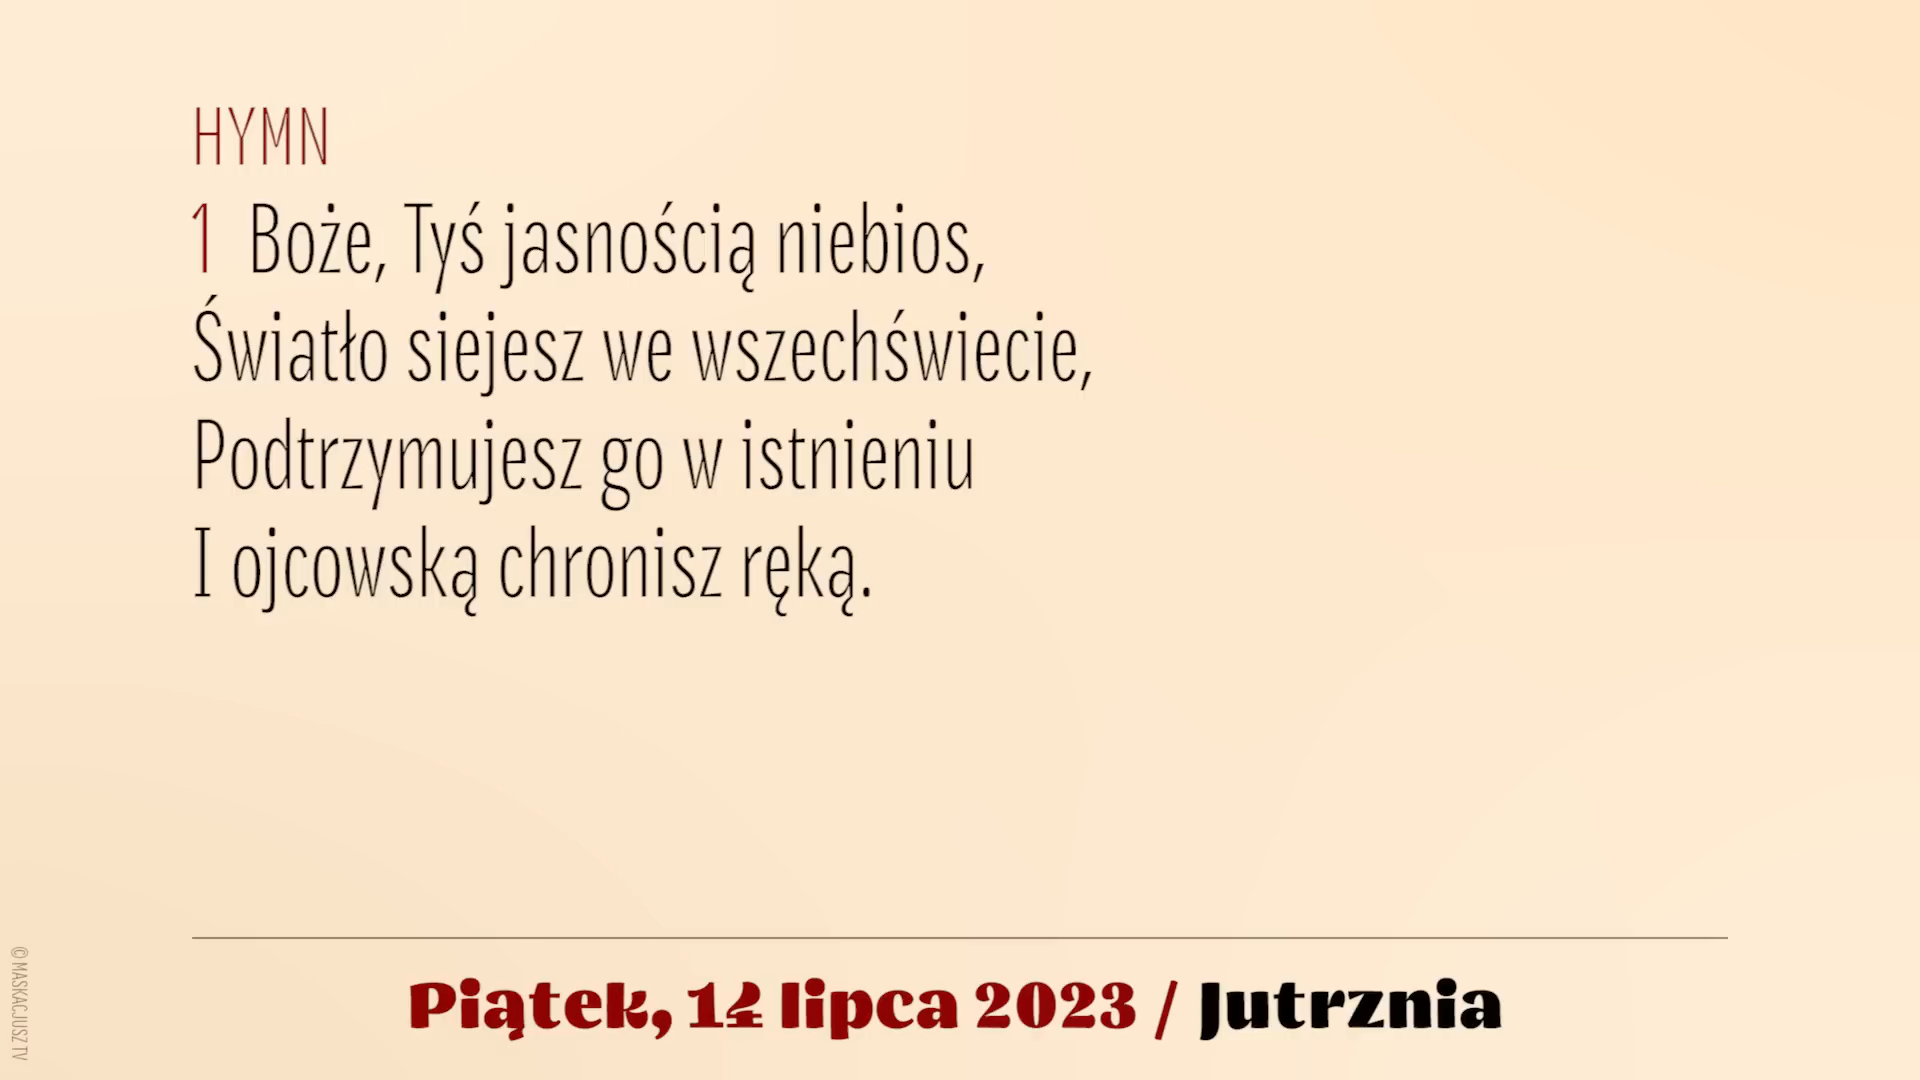 HYMN
1 Boże, Tyś jasnością niebios,
Światło siejesz we wszechświecie,
Podtrzymujesz go w istnieniu
I ojcowską chronisz ręką.
Piątek, 14 lipca 2023 / Jutrznia
© MASKACJUSZ TV